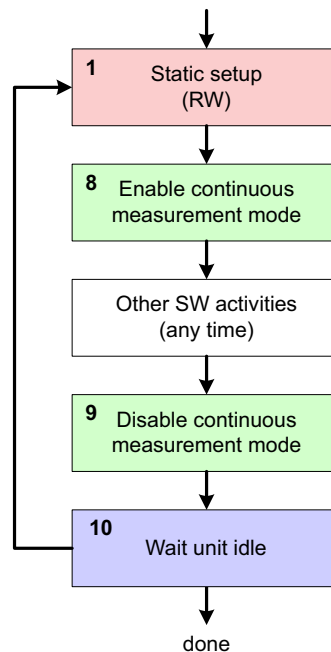 1
Static setup
(RW)
8
Enable continuous
measurement mode
Other SW activities
(any time)
9
Disable continuous
measurement mode
10
Wait unit idle
done